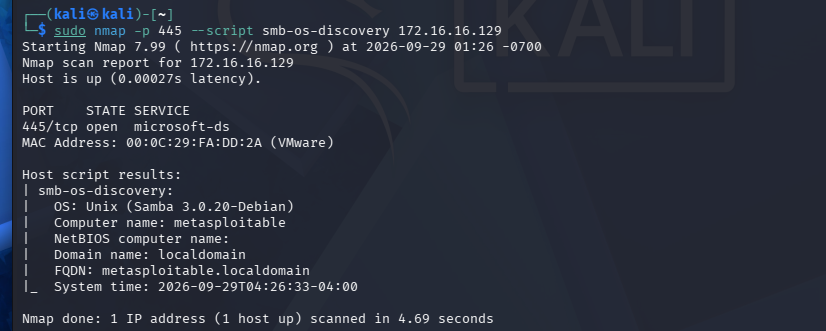 ┌──(kali㉿kali)-[~]
└─$ sudo nmap -p 445 --script smb-os-discovery 172.16.16.129
Starting Nmap 7.99 ( https://nmap.org ) at 2026-09-29 01:26 -0700
Nmap scan report for 172.16.16.129
Host is up (0.00027s latency).

PORT    STATE SERVICE
445/tcp open  microsoft-ds
MAC Address: 00:0C:29:FA:DD:2A (VMware)

Host script results:
| smb-os-discovery:
|   OS: Unix (Samba 3.0.20-Debian)
|   Computer name: metasploitable
|   NetBIOS computer name:
|   Domain name: localdomain
|   FQDN: metasploitable.localdomain
|_  System time: 2026-09-29T04:26:33-04:00

Nmap done: 1 IP address (1 host up) scanned in 4.69 seconds
KALI